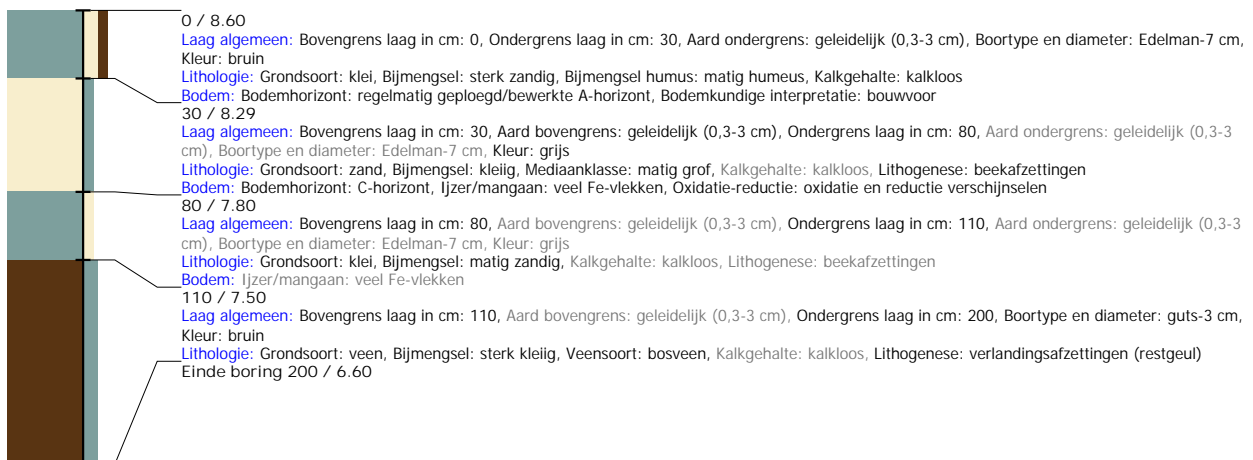 0 / 8.60
Laag algemeen: Bovengrens laag in cm: 0, Ondergrens laag in cm: 30, Aard ondergrens: geleidelijk (0,3-3 cm), Boortype en diameter: Edelman-7 cm,
Kleur: bruin
Lithologie: Grondsoort: klei, Bijmengsel: sterk zandig, Bijmengsel humus: matig humeus, Kalkgehalte: kalkloos
Bodem: Bodemhorizont: regelmatig geploegd/bewerkte A-horizont, Bodemkundige interpretatie: bouwvoor
30 / 8.29
Laag algemeen: Bovengrens laag in cm: 30, Aard bovengrens: geleidelijk (0,3-3 cm), Ondergrens laag in cm: 80, Aard ondergrens: geleidelijk (0,3-3
cm), Boortype en diameter: Edelman-7 cm, Kleur: grijs
Lithologie: Grondsoort: zand, Bijmengsel: kleiig, Mediaanklasse: matig grof, Kalkgehalte: kalkloos, Lithogenese: beekafzettingen
Bodem: Bodemhorizont: C-horizont, Ijzer/mangaan: veel Fe-vlekken, Oxidatie-reductie: oxidatie en reductie verschijnselen
80 / 7.80
Laag algemeen: Bovengrens laag in cm: 80, Aard bovengrens: geleidelijk (0,3-3 cm), Ondergrens laag in cm: 110, Aard ondergrens: geleidelijk (0,3-3
cm), Boortype en diameter: Edelman-7 cm, Kleur: grijs
Lithologie: Grondsoort: klei, Bijmengsel: matig zandig, Kalkgehalte: kalkloos, Lithogenese: beekafzettingen
Bodem: Ijzer/mangaan: veel Fe-vlekken
110 / 7.50
Laag algemeen: Bovengrens laag in cm: 110, Aard bovengrens: geleidelijk (0,3-3 cm), Ondergrens laag in cm: 200, Boortype en diameter: guts-3 cm,
Kleur: bruin
Lithologie: Grondsoort: veen, Bijmengsel: sterk kleiig, Veensoort: bosveen, Kalkgehalte: kalkloos, Lithogenese: verlandingsafzettingen (restgeul)
Einde boring 200 / 6.60